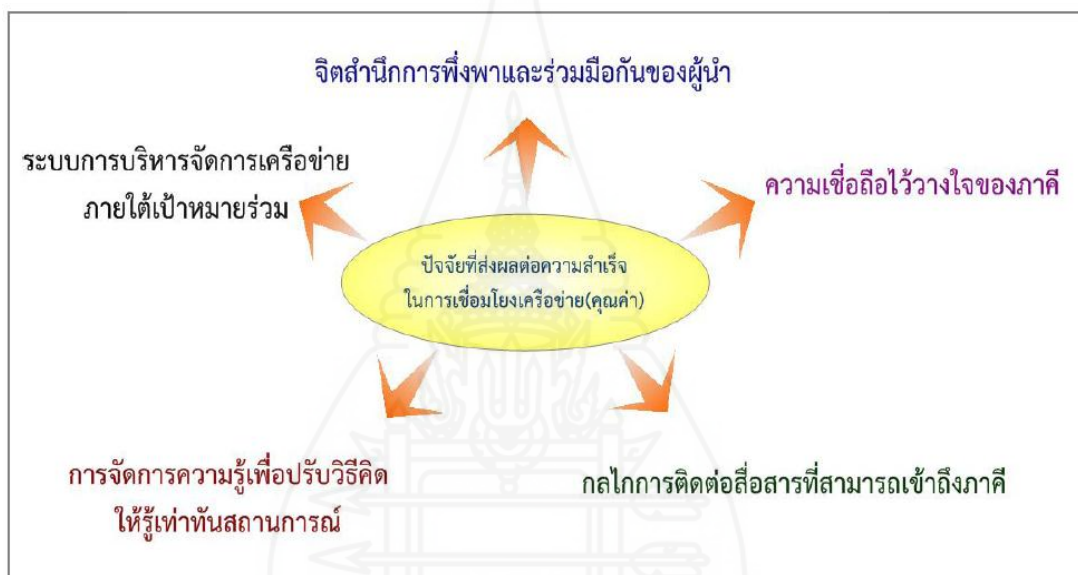 จิตสำนึกการพึ่งพาและร่วมมือกันของผู้นำ
ระบบการบริหารจัดการเครือข่าย
ภายใต้เป้าหมายร่วม
ความเชื่อถือไว้วางใจของภาคี
ปัจจัยที่ส่งผลต่อความสำเร็จ
ในการเชื่อมโยงเครือข่าย(คุณค่า)
การจัดการความรู้เพื่อปรับวิธีคิด
ให้รู้เท่าทันสถานการณ์
กลไกการติดต่อสื่อสารที่สามารถเข้าถึงภาคี